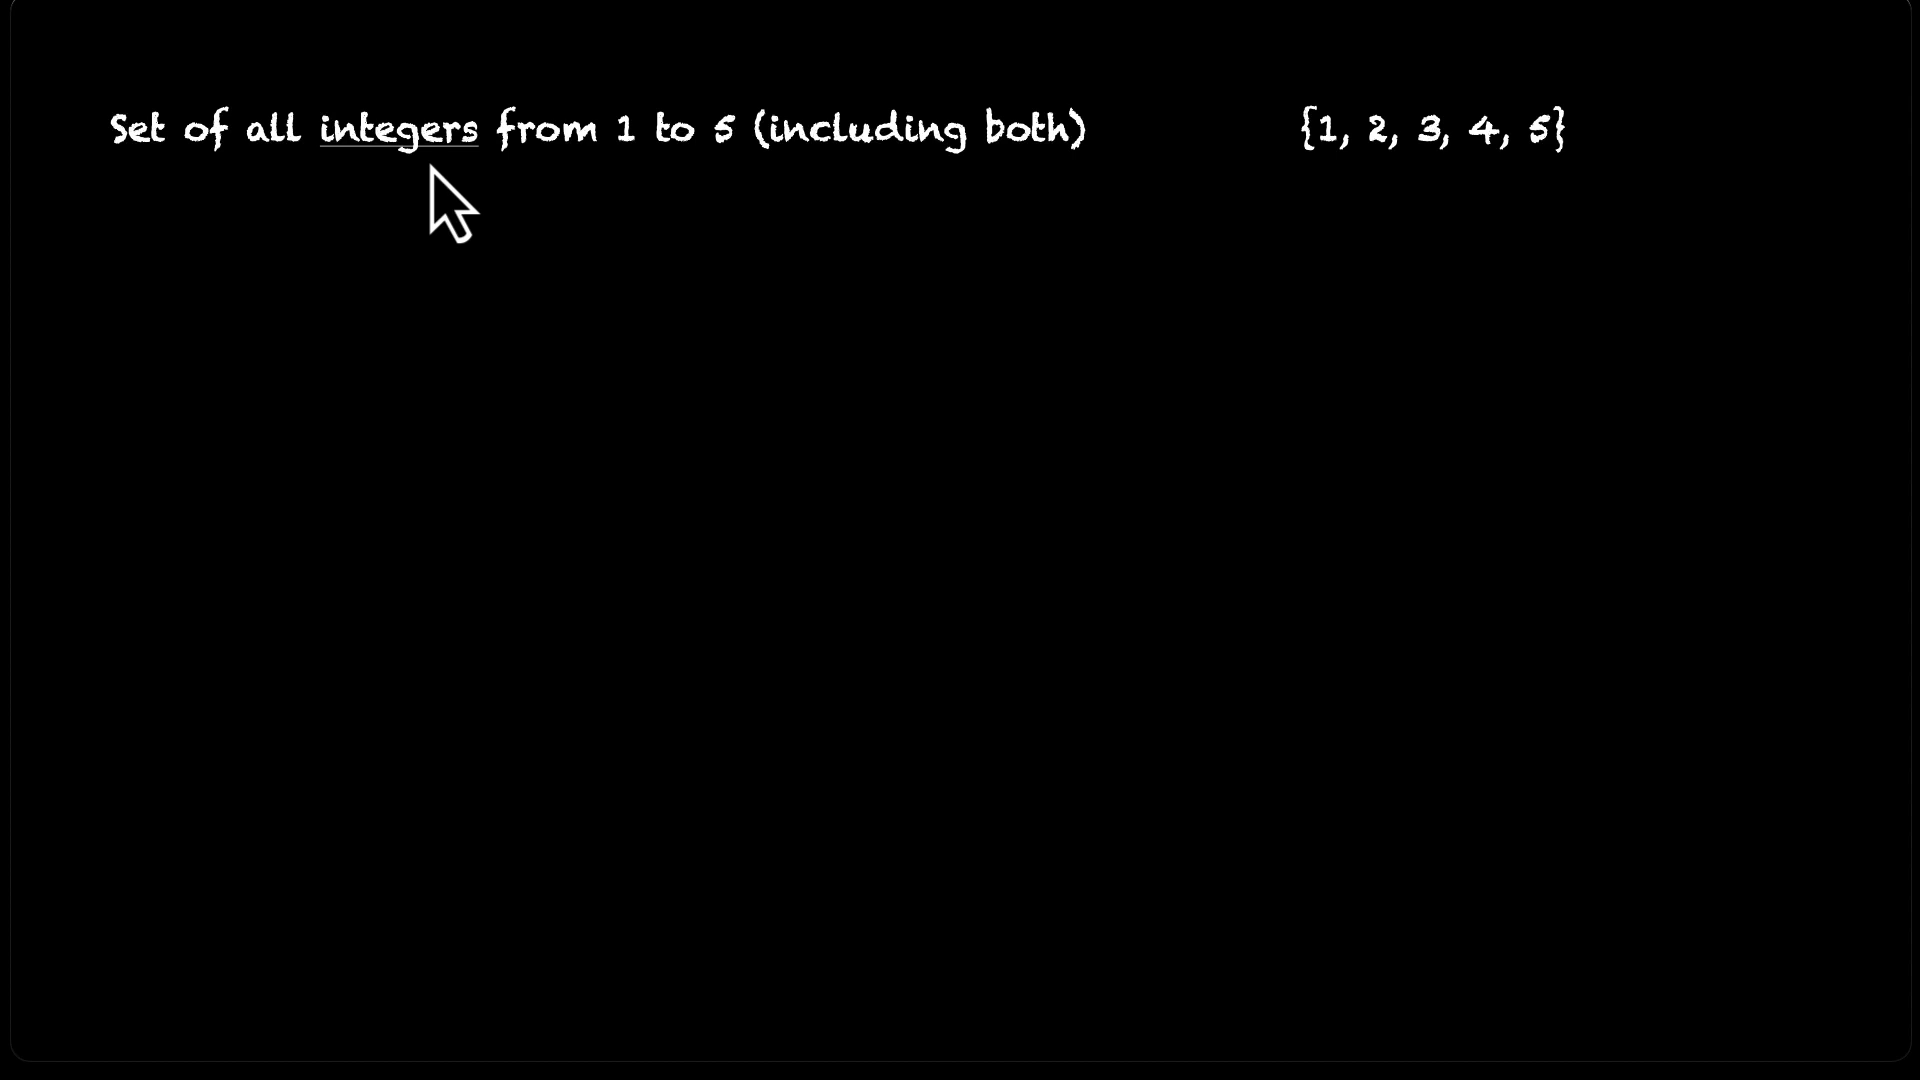 Set of all integers from 1 to 5 (including both) {1, 2, 3, 4, 5}